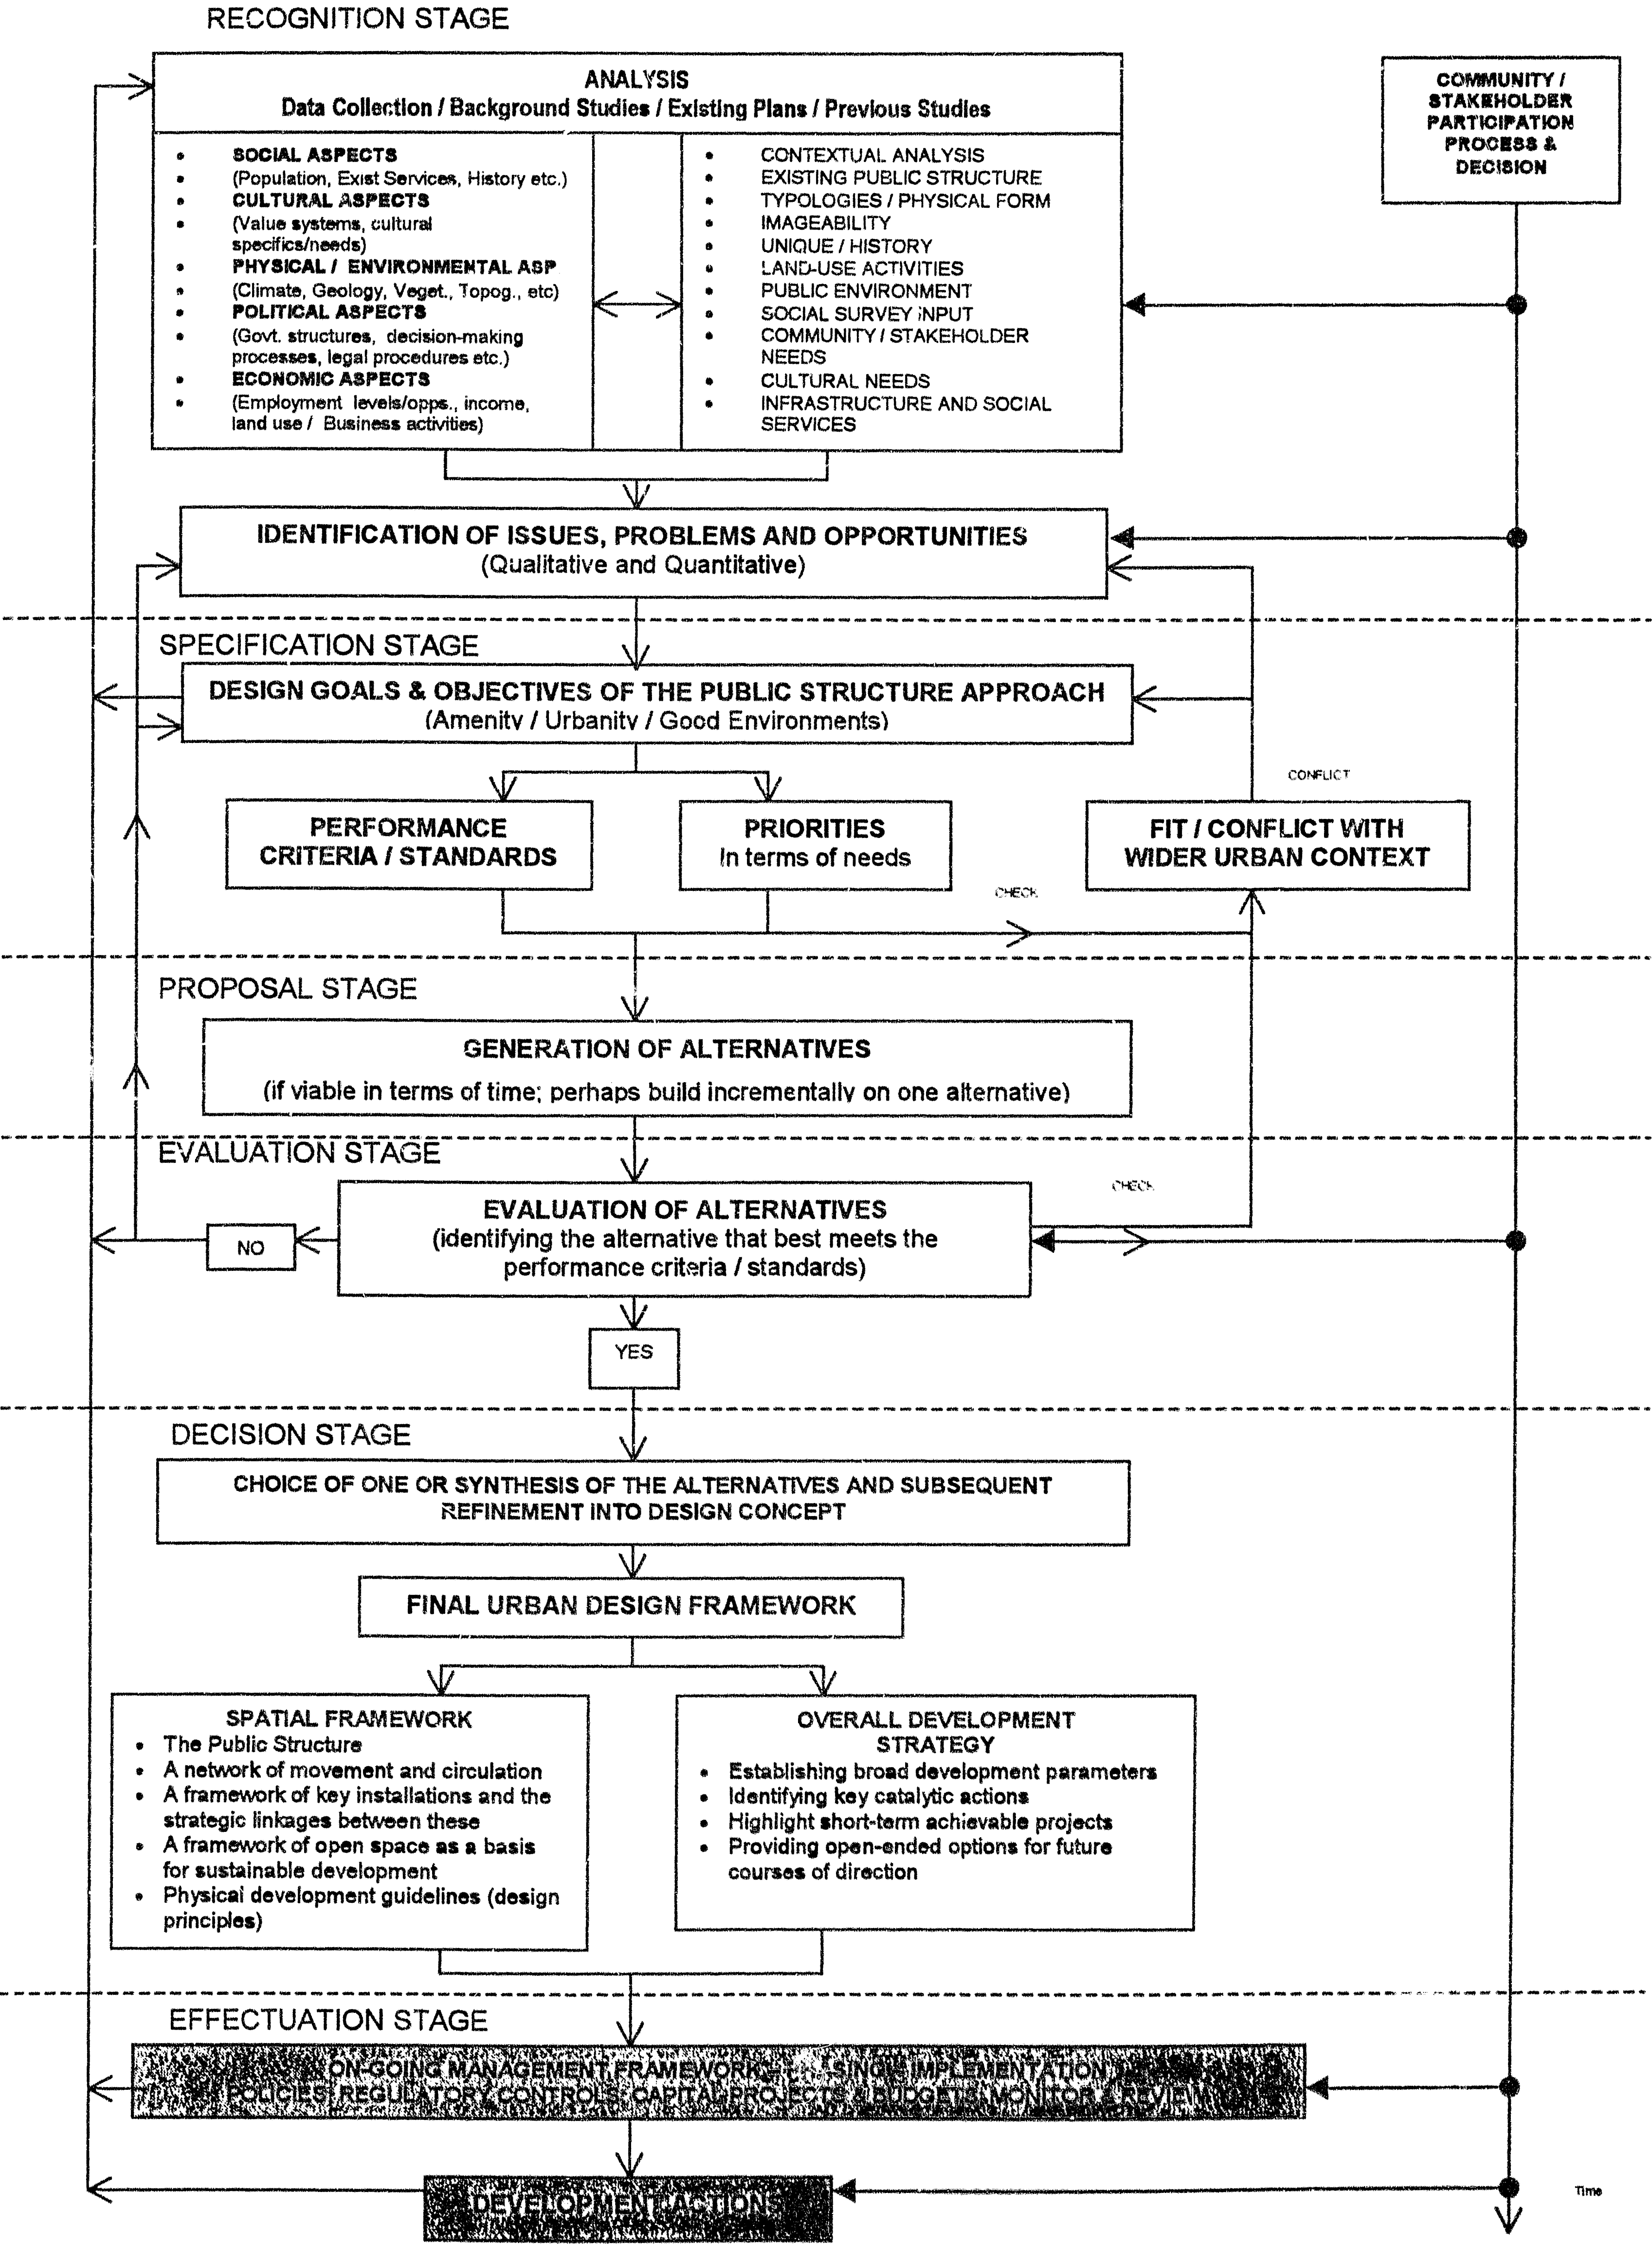 RECOGNITION STAGE
ANALYSIS
Data Collection / Background Studies / Existing Plans / Previous Studies
• SOCIAL ASPECTS
• (Population, Exist Services, History etc.)
• CULTURAL ASPECTS
• (Value systems, cultural
specifics/needs)
• PHYSICAL / ENVIRONMENTAL ASP
• (Climate, Geology, Veget., Topog., etc)
• POLITICAL ASPECTS
• (Govt. structures, decision-making
processes, legal procedures etc.)
• ECONOMIC ASPECTS
• (Employment levels/opps., income,
land use / Business activities)
• CONTEXTUAL ANALYSIS
• EXISTING PUBLIC STRUCTURE
• TYPOLOGIES / PHYSICAL FORM
• IMAGEABILITY
• UNIQUE / HISTORY
• LAND-USE ACTIVITIES
• PUBLIC ENVIRONMENT
• SOCIAL SURVEY INPUT
• COMMUNITY / STAKEHOLDER
NEEDS
• CULTURAL NEEDS
• INFRASTRUCTURE AND SOCIAL
SERVICES
COMMUNITY /
STAKEHOLDER
PARTICIPATION
PROCESS &
DECISION
IDENTIFICATION OF ISSUES, PROBLEMS AND OPPORTUNITIES
(Qualitative and Quantitative)
SPECIFICATION STAGE
DESIGN GOALS & OBJECTIVES OF THE PUBLIC STRUCTURE APPROACH
(Amenity / Urbanity / Good Environments)
CONFLICT
PERFORMANCE
CRITERIA / STANDARDS
PRIORITIES
In terms of needs
FIT / CONFLICT WITH
WIDER URBAN CONTEXT
CHECK
PROPOSAL STAGE
GENERATION OF ALTERNATIVES
(if viable in terms of time; perhaps build incrementally on one alternative)
EVALUATION STAGE
CHECK
EVALUATION OF ALTERNATIVES
(identifying the alternative that best meets the
performance criteria / standards)
NO
YES
DECISION STAGE
CHOICE OF ONE OR SYNTHESIS OF THE ALTERNATIVES AND SUBSEQUENT
REFINEMENT INTO DESIGN CONCEPT
FINAL URBAN DESIGN FRAMEWORK
SPATIAL FRAMEWORK
• The Public Structure
• A network of movement and circulation
• A framework of key installations and the
strategic linkages between these
• A framework of open space as a basis
for sustainable development
• Physical development guidelines (design
principles)
OVERALL DEVELOPMENT
STRATEGY
• Establishing broad development parameters
• Identifying key catalytic actions
• Highlight short-term achievable projects
• Providing open-ended options for future
courses of direction
EFFECTUATION STAGE
ON-GOING MANAGEMENT FRAMEWORK IMPLEMENTATION
POLICIES, REGULATORY CONTROLS, CAPITAL PROJECTS & BUDGETS, MONITOR & REVIEW
DEVELOPMENT ACTIONS
Time